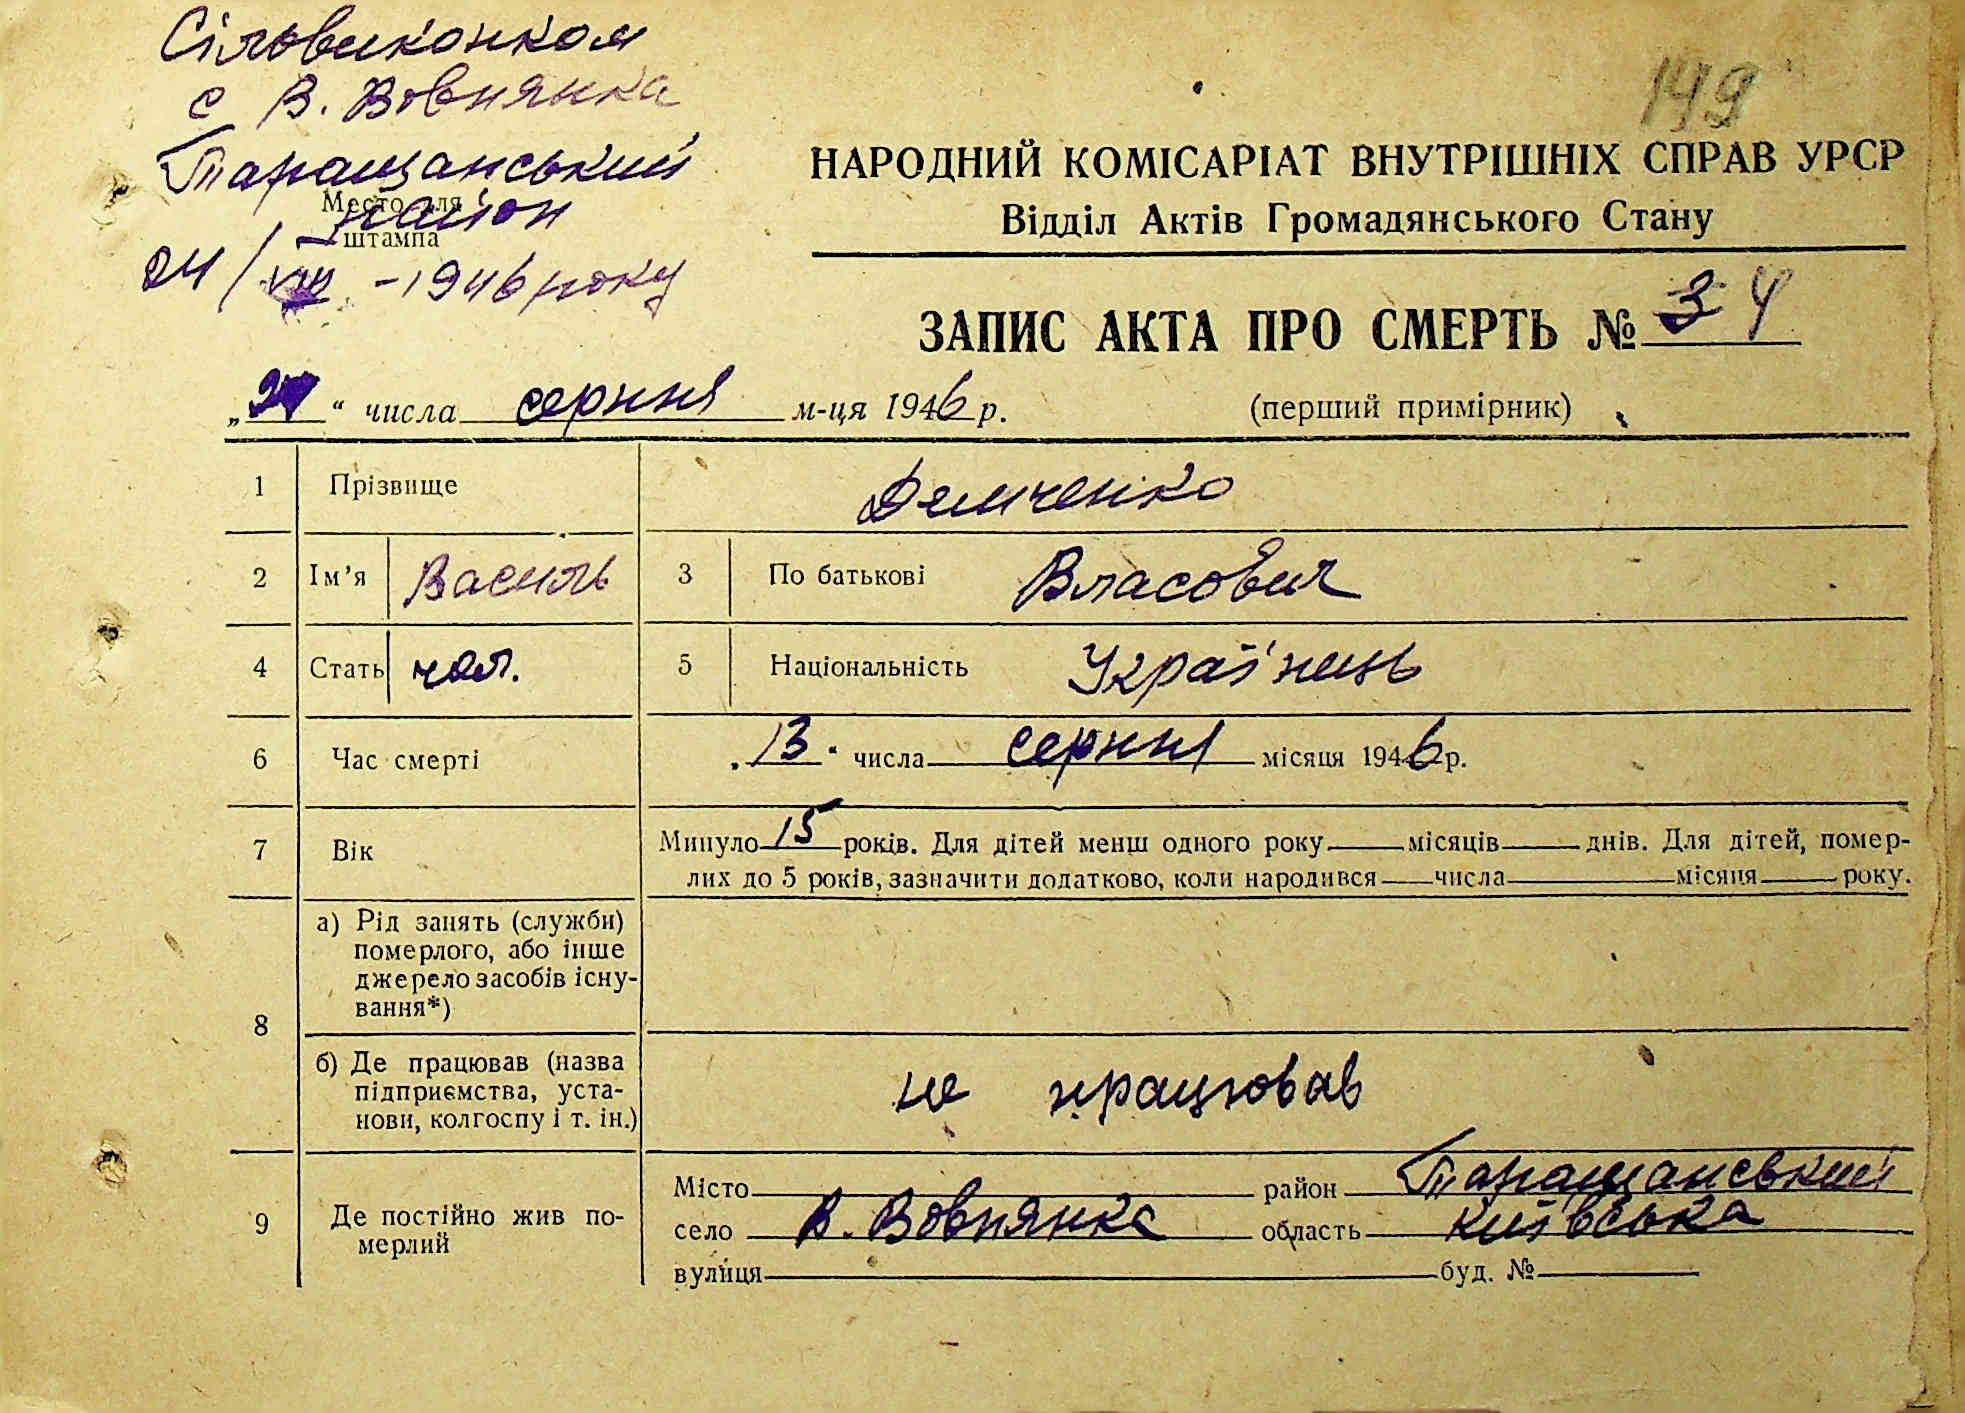 Сілвиконком
с В. Вовнянка
Таращанський
район
Место для
штампа
24/VIII - 1946 року
149
НАРОДНИЙ КОМІСАРІАТ ВНУТРІШНІХ СПРАВ УРСР
Відділ Актів Громадянського Стану
ЗАПИС АКТА ПРО СМЕРТЬ № 34
„24“ числа серпня м-ця 1946 р. (перший примірник)
1 Прізвище Демченко
2 Ім’я Василь 3 По батькові Власович
4 Стать чол. 5 Національність Українець
6 Час смерті „13“ числа серпня місяця 1946 р.
7 Вік Минуло 15 років. Для дітей менш одного року місяців днів. Для дітей, помер-
лих до 5 років, зазначити додатково, коли народився числа місяця року.
8 а) Рід занять (служби)
померлого, або інше
джерело засобів існу-
вання*)
б) Де працював (назва
підприємства, уста-
нови, колгоспу і т. ін.)
не працював
9 Де постійно жив по-
мерлий
Місто район Таращанський
село В. Вовнянка область Київська
вулиця буд. №